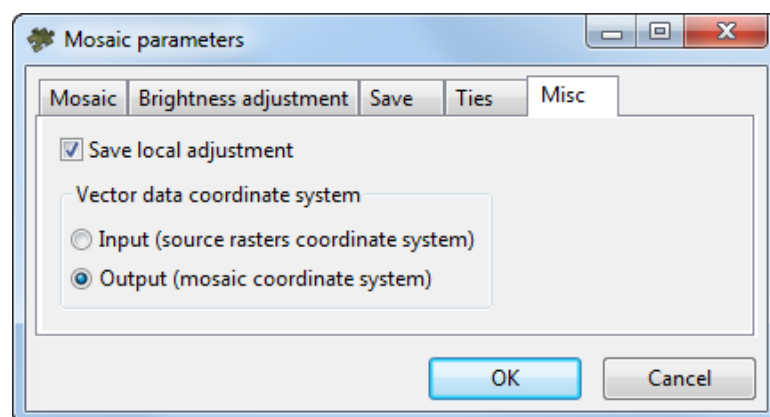 Mosaic parameters
Mosaic Brightness adjustment Save Ties Misc
Save local adjustment
Vector data coordinate system
Input (source rasters coordinate system)
Output (mosaic coordinate system)
OK Cancel